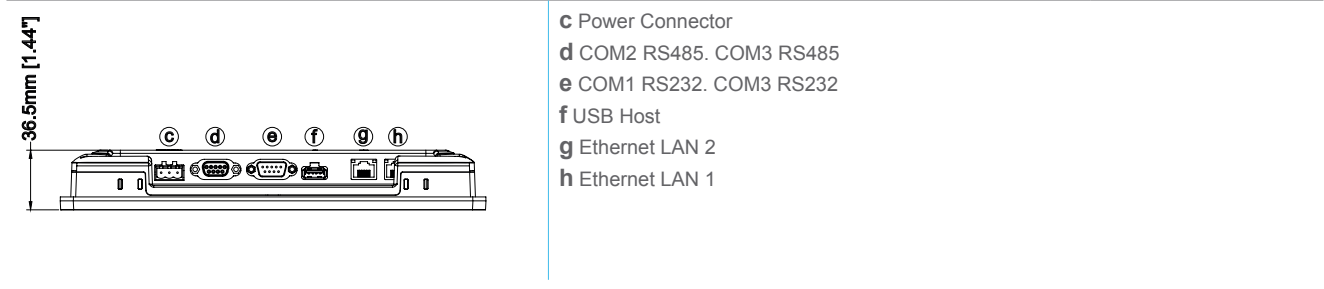 36.5mm [1.44"]
c d e f g h
c Power Connector
d COM2 RS485. COM3 RS485
e COM1 RS232. COM3 RS232
f USB Host
g Ethernet LAN 2
h Ethernet LAN 1